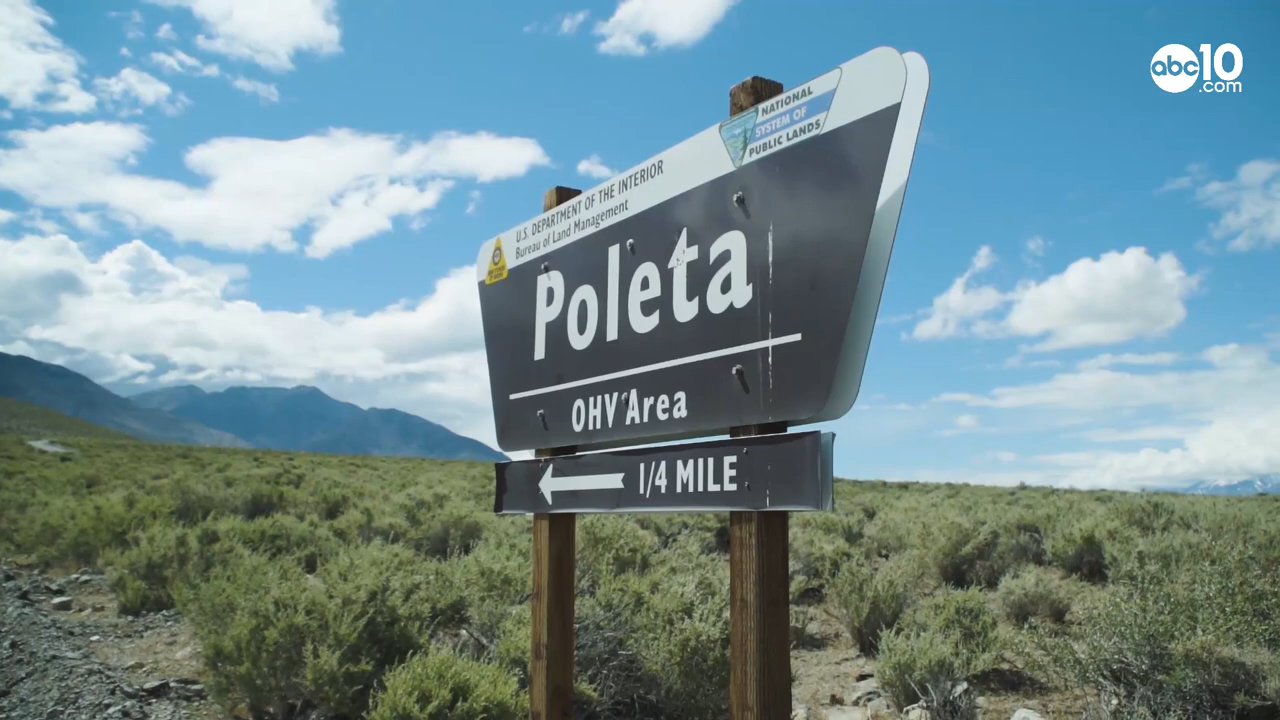 abc10
.com
NATIONAL
SYSTEM OF
PUBLIC LANDS
U.S. DEPARTMENT OF THE INTERIOR
Bureau of Land Management
Poleta
OHV Area
1/4 MILE